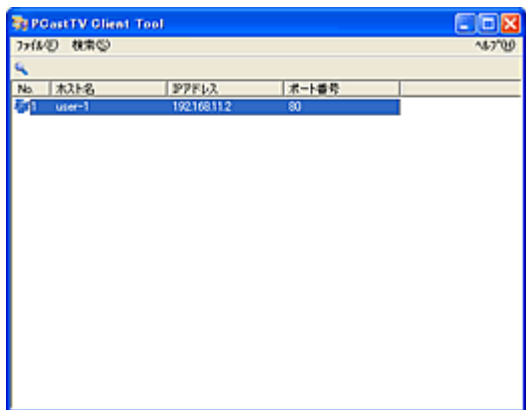 PCastTV Client Tool
ファイル(F) 検索(S) ヘルプ(H)
No. ホスト名 IPアドレス ポート番号
1 user-1 192.168.11.2 80